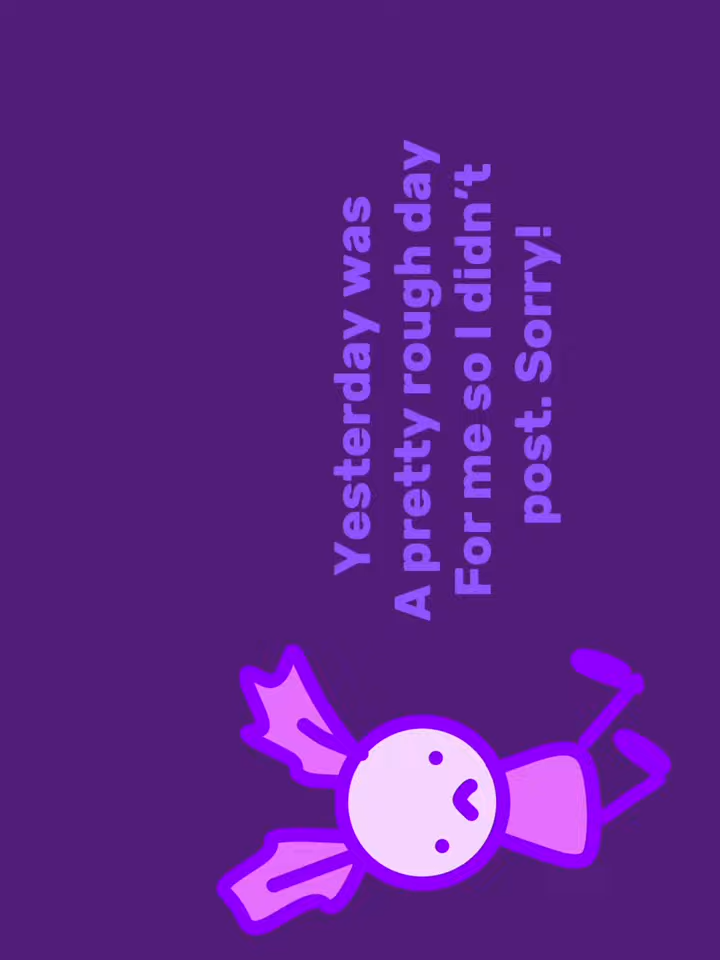 Yesterday was
A pretty rough day
For me so I didn't
post. Sorry!